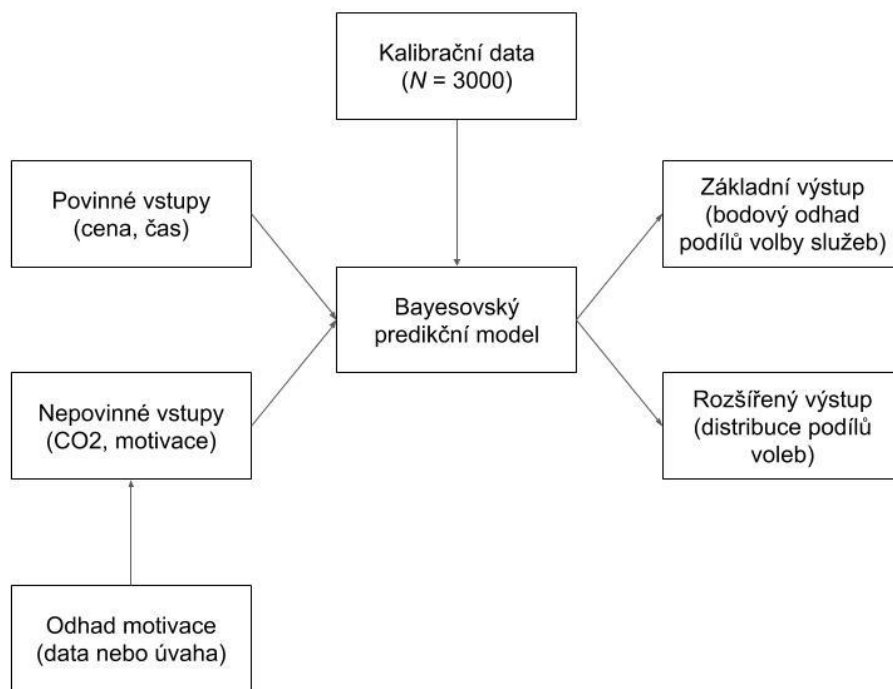 Kalibrační data
(N = 3000)
Povinné vstupy
(cena, čas)
Základní výstup
(bodový odhad
podílů volby služeb)
Bayesovský
predikční model
Nepovinné vstupy
(CO2, motivace)
Rozšířený výstup
(distribuce podílů
voleb)
Odhad motivace
(data nebo úvaha)